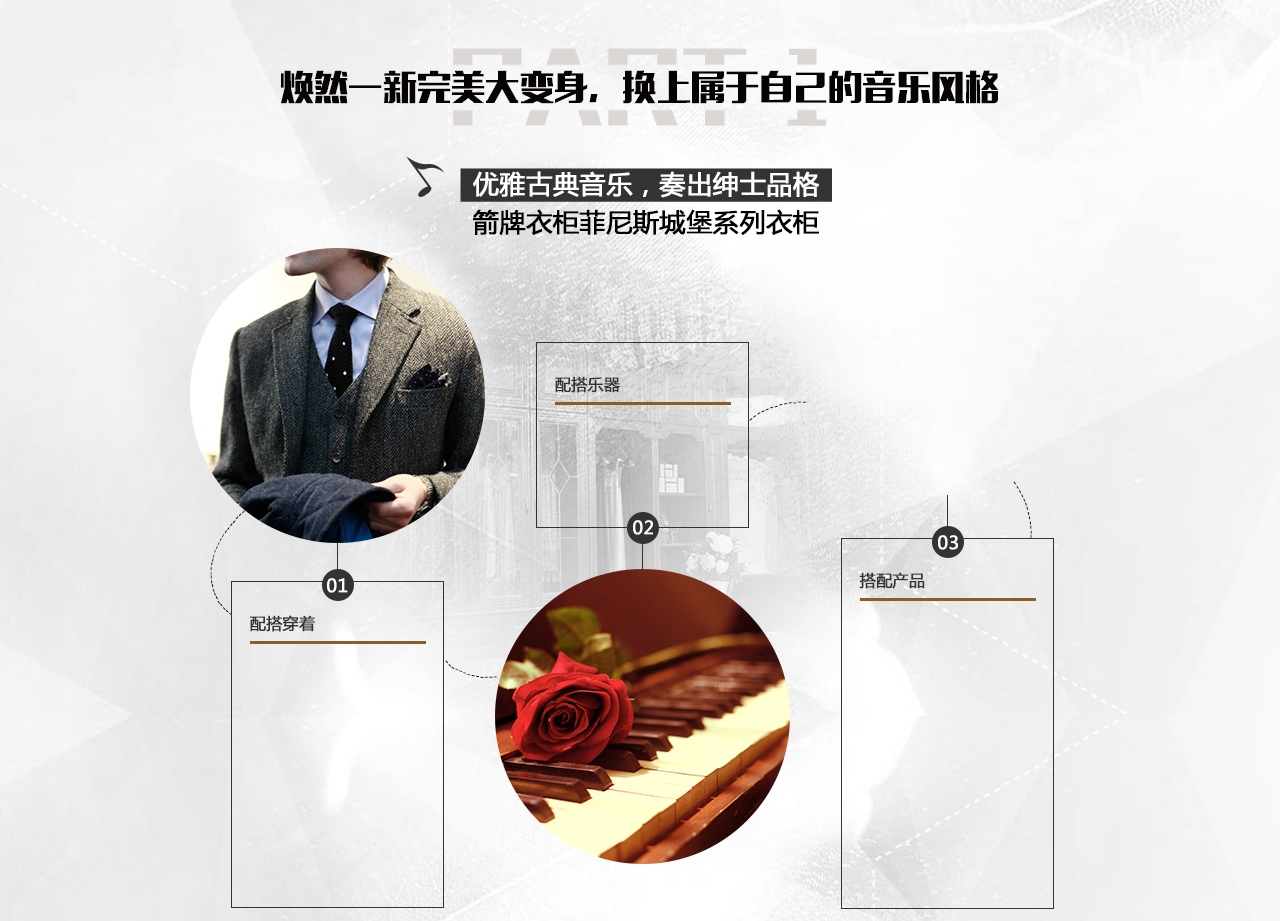 PART 1
焕然一新完美大变身，换上属于自己的音乐风格
优雅古典音乐，奏出绅士品格
箭牌衣柜菲尼斯城堡系列衣柜
01
配搭穿着
配搭乐器
02
03
搭配产品